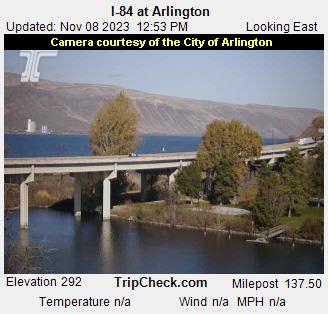 I-84 at Arlington
Updated: Nov 08 2023 12:53 PM Looking East
Camera courtesy of the City of Arlington
Elevation 292 TripCheck.com Milepost 137.50
Temperature n/a Wind n/a MPH n/a